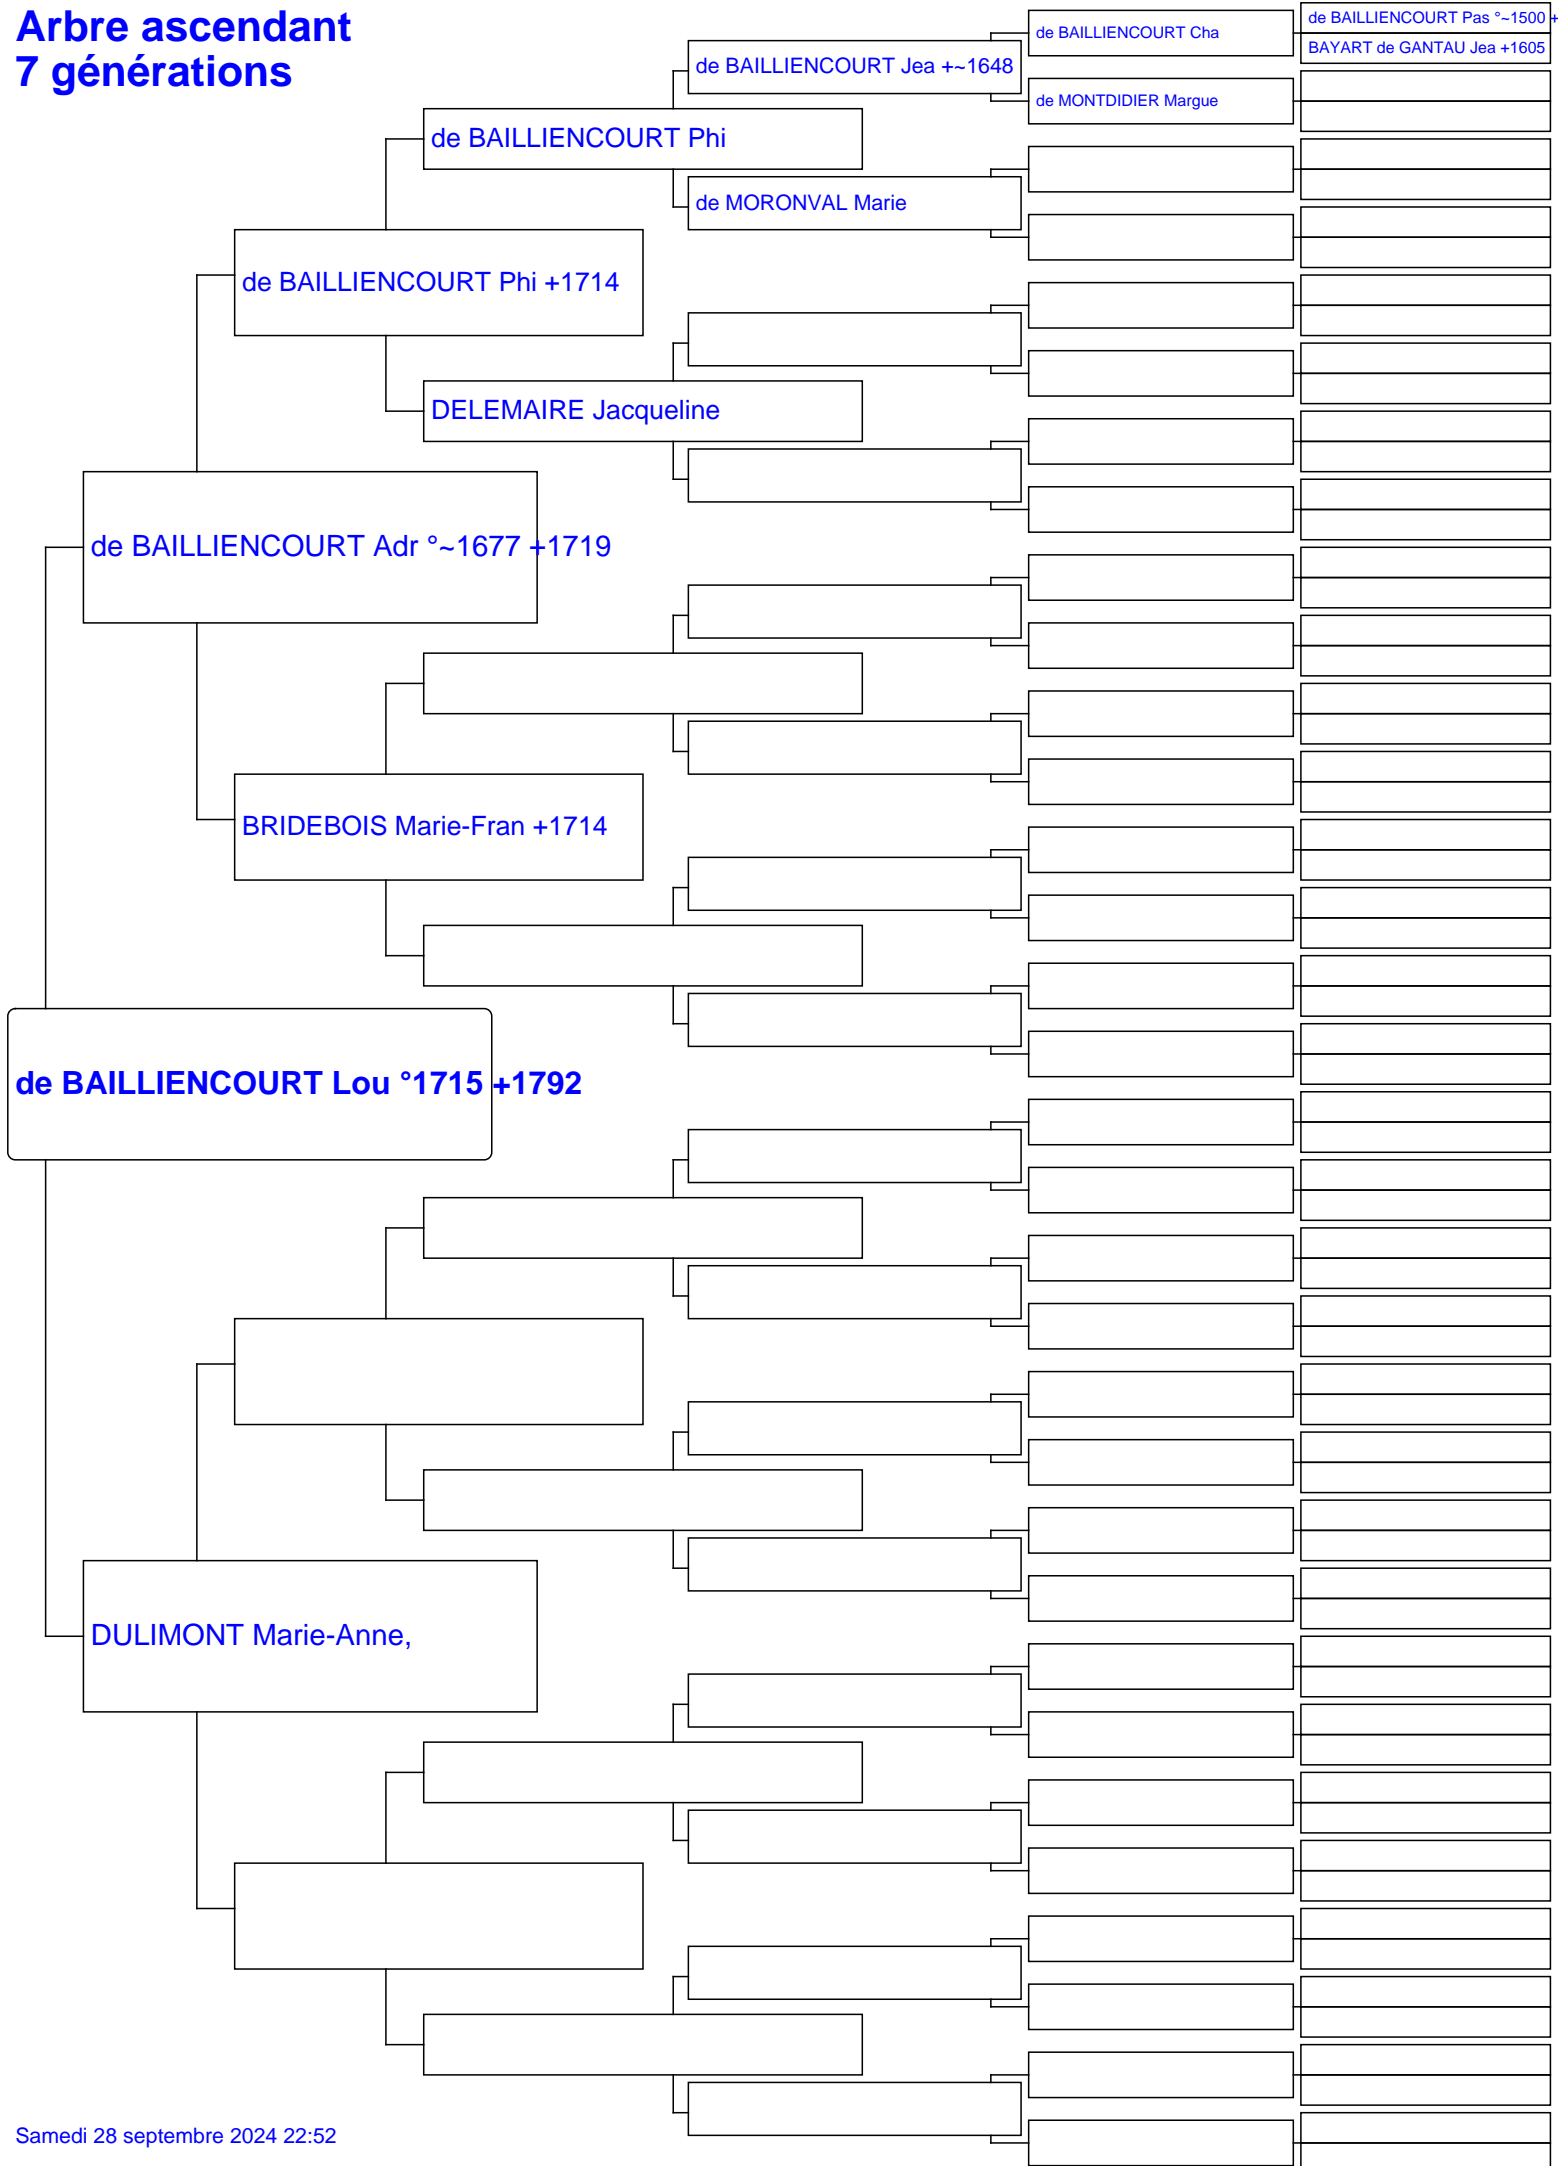 Arbre ascendant
7 générations
de BAILLIENCOURT Pas °~1500 +
de BAILLIENCOURT Cha
BAYART de GANTAU Jea +1605
de BAILLIENCOURT Jea +~1648
de MONTDIDIER Margue
de BAILLIENCOURT Phi
de MORONVAL Marie
de BAILLIENCOURT Phi +1714
DELEMAIRE Jacqueline
de BAILLIENCOURT Adr °~1677 +1719
BRIDEBOIS Marie-Fran +1714
de BAILLIENCOURT Lou °1715 +1792
DULIMONT Marie-Anne,
Samedi 28 septembre 2024 22:52